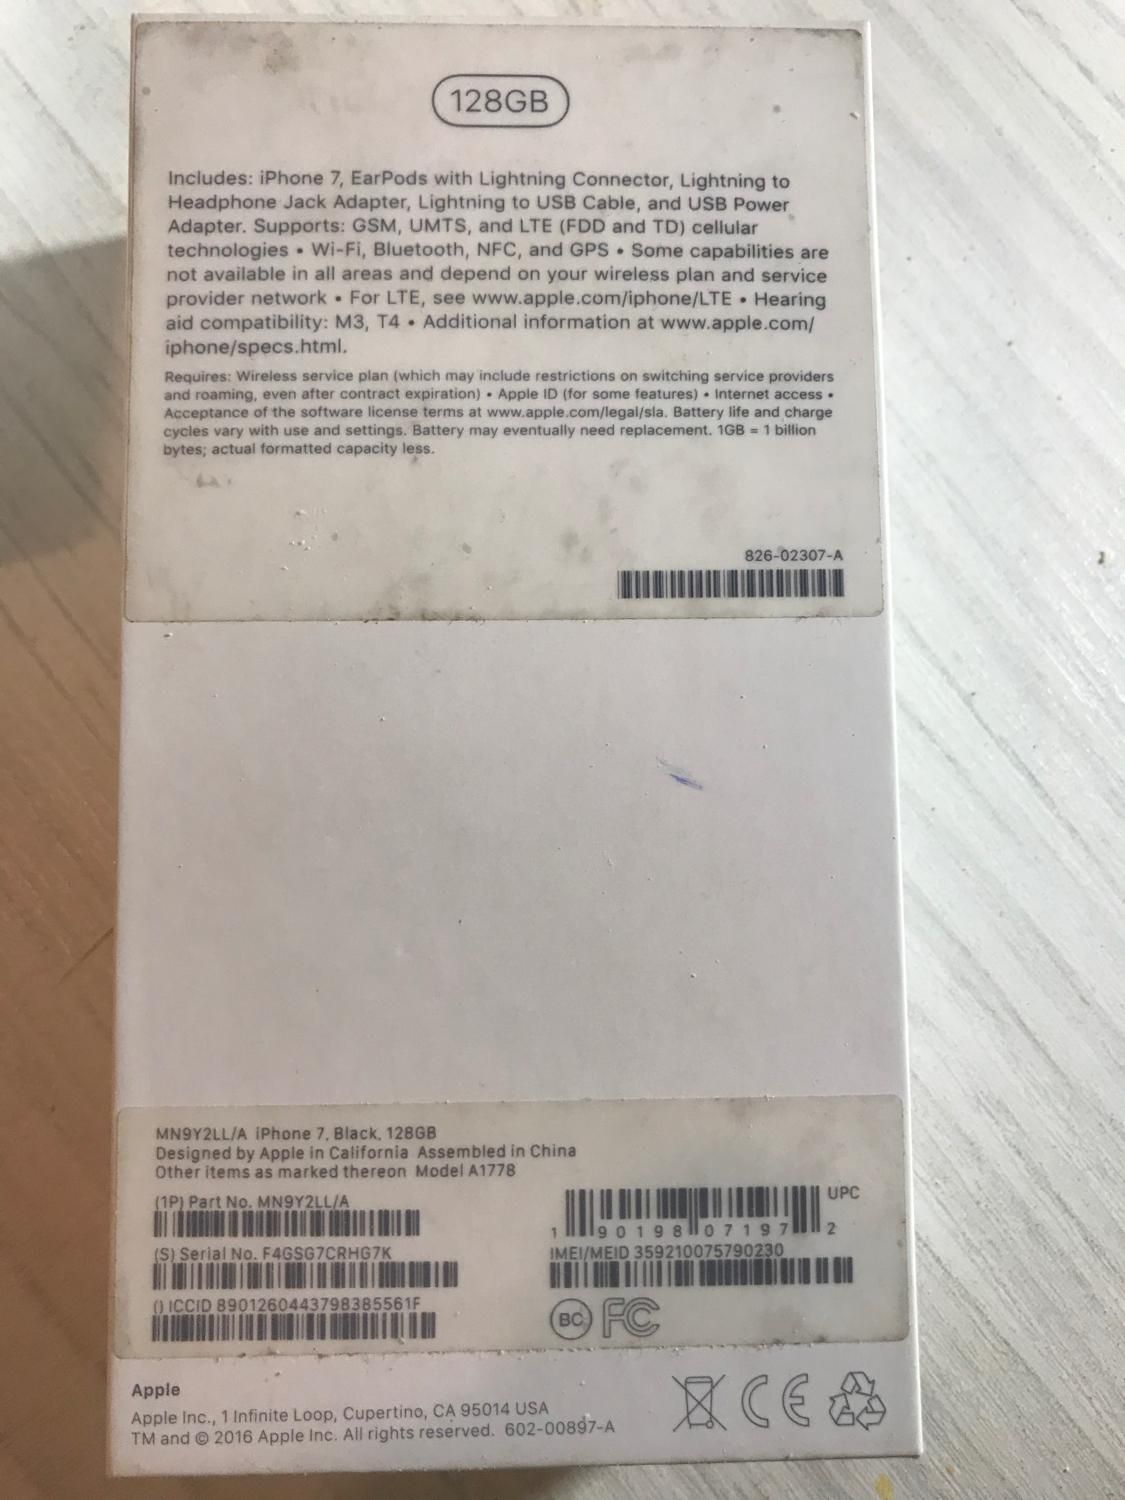 128GB
Includes: iPhone 7, EarPods with Lightning Connector, Lightning to
Headphone Jack Adapter, Lightning to USB Cable, and USB Power
Adapter. Supports: GSM, UMTS, and LTE (FDD and TD) cellular
technologies • Wi-Fi, Bluetooth, NFC, and GPS • Some capabilities are
not available in all areas and depend on your wireless plan and service
provider network • For LTE, see www.apple.com/iphone/LTE • Hearing
aid compatibility: M3, T4 • Additional information at www.apple.com/
iphone/specs.html.
Requires: Wireless service plan (which may include restrictions on switching service providers
and roaming, even after contract expiration) • Apple ID (for some features) • Internet access •
Acceptance of the software license terms at www.apple.com/legal/sla. Battery life and charge
cycles vary with use and settings. Battery may eventually need replacement. 1GB = 1 billion
bytes; actual formatted capacity less.
826-02307-A
MN9Y2LL/A iPhone 7, Black, 128GB
Designed by Apple in California Assembled in China
Other items as marked thereon Model A1778
(1P) Part No. MN9Y2LL/A
UPC
1 90198 07197 2
(S) Serial No. F4GSG7CRHG7K
IMEI/MEID 359210075790230
() ICCID 8901260443798385561F
BC FC
Apple
Apple Inc., 1 Infinite Loop, Cupertino, CA 95014 USA
TM and © 2016 Apple Inc. All rights reserved. 602-00897-A
CE